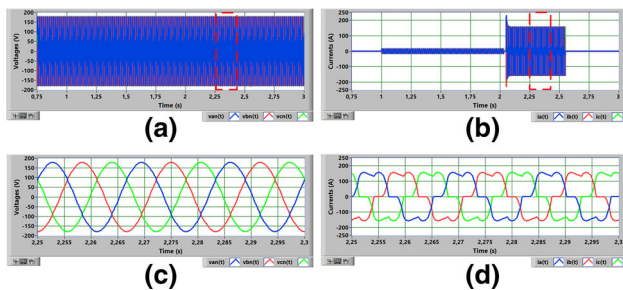 200
150
100
50
0
-50
-100
-150
-200
Voltages (V)
0,75 1 1,25 1,5 1,75 2 2,25 2,5 2,75 3
Time (s)
van(t) vbn(t) vcn(t)
(a)
250
200
150
100
50
0
-50
-100
-150
-200
-250
Currents (A)
0,75 1 1,25 1,5 1,75 2 2,25 2,5 2,75 3
Time (s)
ia(t) ib(t) ic(t)
(b)
200
150
100
50
0
-50
-100
-150
-200
Voltages (V)
2,25 2,255 2,26 2,265 2,27 2,275 2,28 2,285 2,29 2,295 2,3
Time (s)
van(t) vbn(t) vcn(t)
(c)
250
200
150
100
50
0
-50
-100
-150
-200
250
Currents (A)
2,25 2,255 2,26 2,265 2,27 2,275 2,28 2,285 2,29 2,295 2,3
Time (s)
ia(t) ib(t) ic(t)
(d)